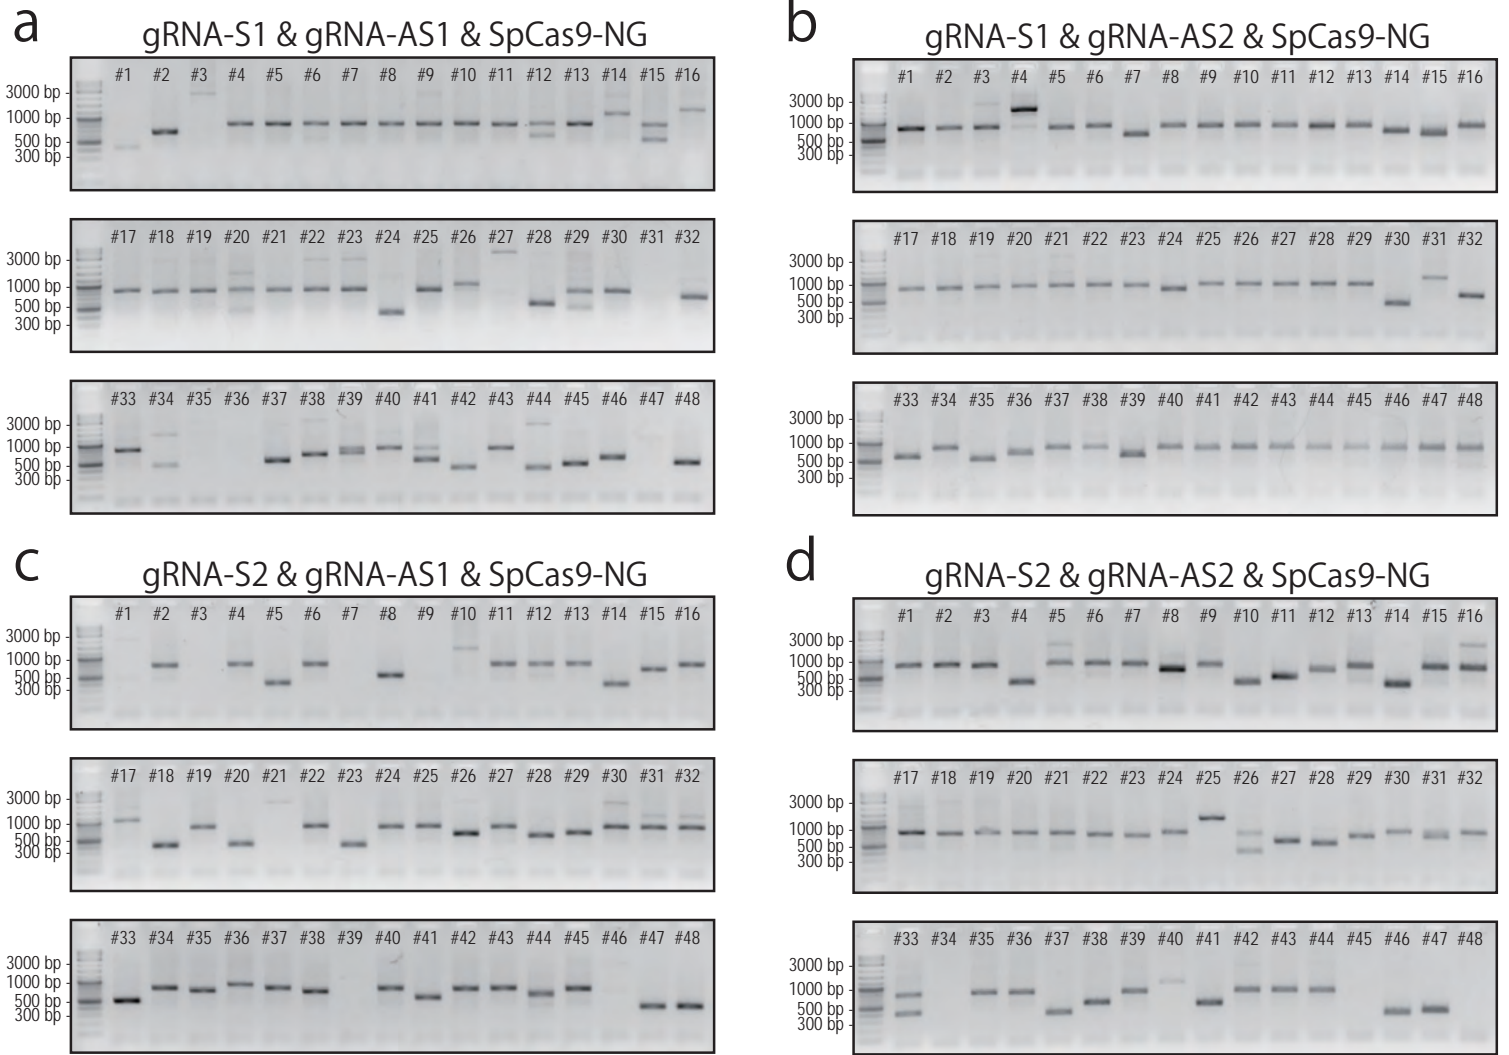 a
gRNA-S1 & gRNA-AS1 & SpCas9-NG
#1 #2 #3 #4 #5 #6 #7 #8 #9 #10 #11 #12 #13 #14 #15 #16
3000 bp
1000 bp
500 bp
300 bp
#17 #18 #19 #20 #21 #22 #23 #24 #25 #26 #27 #28 #29 #30 #31 #32
3000 bp
1000 bp
500 bp
300 bp
#33 #34 #35 #36 #37 #38 #39 #40 #41 #42 #43 #44 #45 #46 #47 #48
3000 bp
1000 bp
500 bp
300 bp
b
gRNA-S1 & gRNA-AS2 & SpCas9-NG
#1 #2 #3 #4 #5 #6 #7 #8 #9 #10 #11 #12 #13 #14 #15 #16
3000 bp
1000 bp
500 bp
300 bp
#17 #18 #19 #20 #21 #22 #23 #24 #25 #26 #27 #28 #29 #30 #31 #32
3000 bp
1000 bp
500 bp
300 bp
#33 #34 #35 #36 #37 #38 #39 #40 #41 #42 #43 #44 #45 #46 #47 #48
3000 bp
1000 bp
500 bp
300 bp
c
gRNA-S2 & gRNA-AS1 & SpCas9-NG
#1 #2 #3 #4 #5 #6 #7 #8 #9 #10 #11 #12 #13 #14 #15 #16
3000 bp
1000 bp
500 bp
300 bp
#17 #18 #19 #20 #21 #22 #23 #24 #25 #26 #27 #28 #29 #30 #31 #32
3000 bp
1000 bp
500 bp
300 bp
#33 #34 #35 #36 #37 #38 #39 #40 #41 #42 #43 #44 #45 #46 #47 #48
3000 bp
1000 bp
500 bp
300 bp
d
gRNA-S2 & gRNA-AS2 & SpCas9-NG
#1 #2 #3 #4 #5 #6 #7 #8 #9 #10 #11 #12 #13 #14 #15 #16
3000 bp
1000 bp
500 bp
300 bp
#17 #18 #19 #20 #21 #22 #23 #24 #25 #26 #27 #28 #29 #30 #31 #32
3000 bp
1000 bp
500 bp
300 bp
#33 #34 #35 #36 #37 #38 #39 #40 #41 #42 #43 #44 #45 #46 #47 #48
3000 bp
1000 bp
500 bp
300 bp